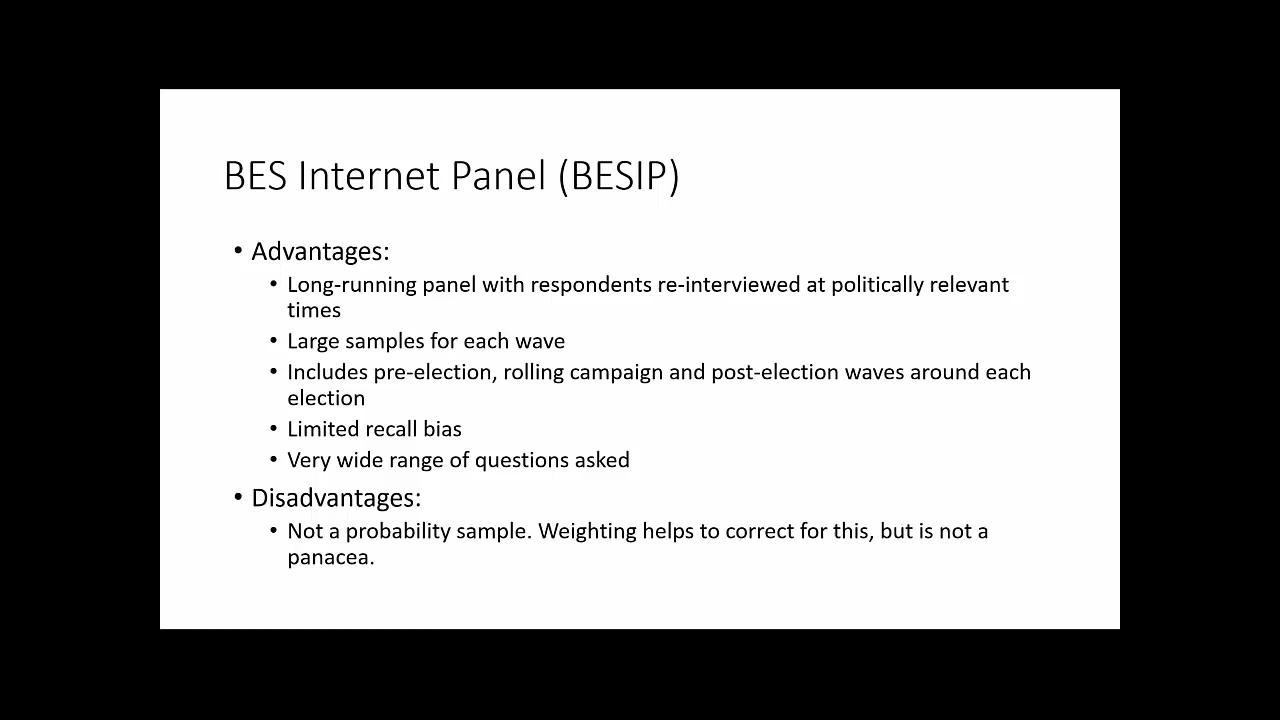 BES Internet Panel (BESIP)
• Advantages:
• Long-running panel with respondents re-interviewed at politically relevant
times
• Large samples for each wave
• Includes pre-election, rolling campaign and post-election waves around each
election
• Limited recall bias
• Very wide range of questions asked
• Disadvantages:
• Not a probability sample. Weighting helps to correct for this, but is not a
panacea.